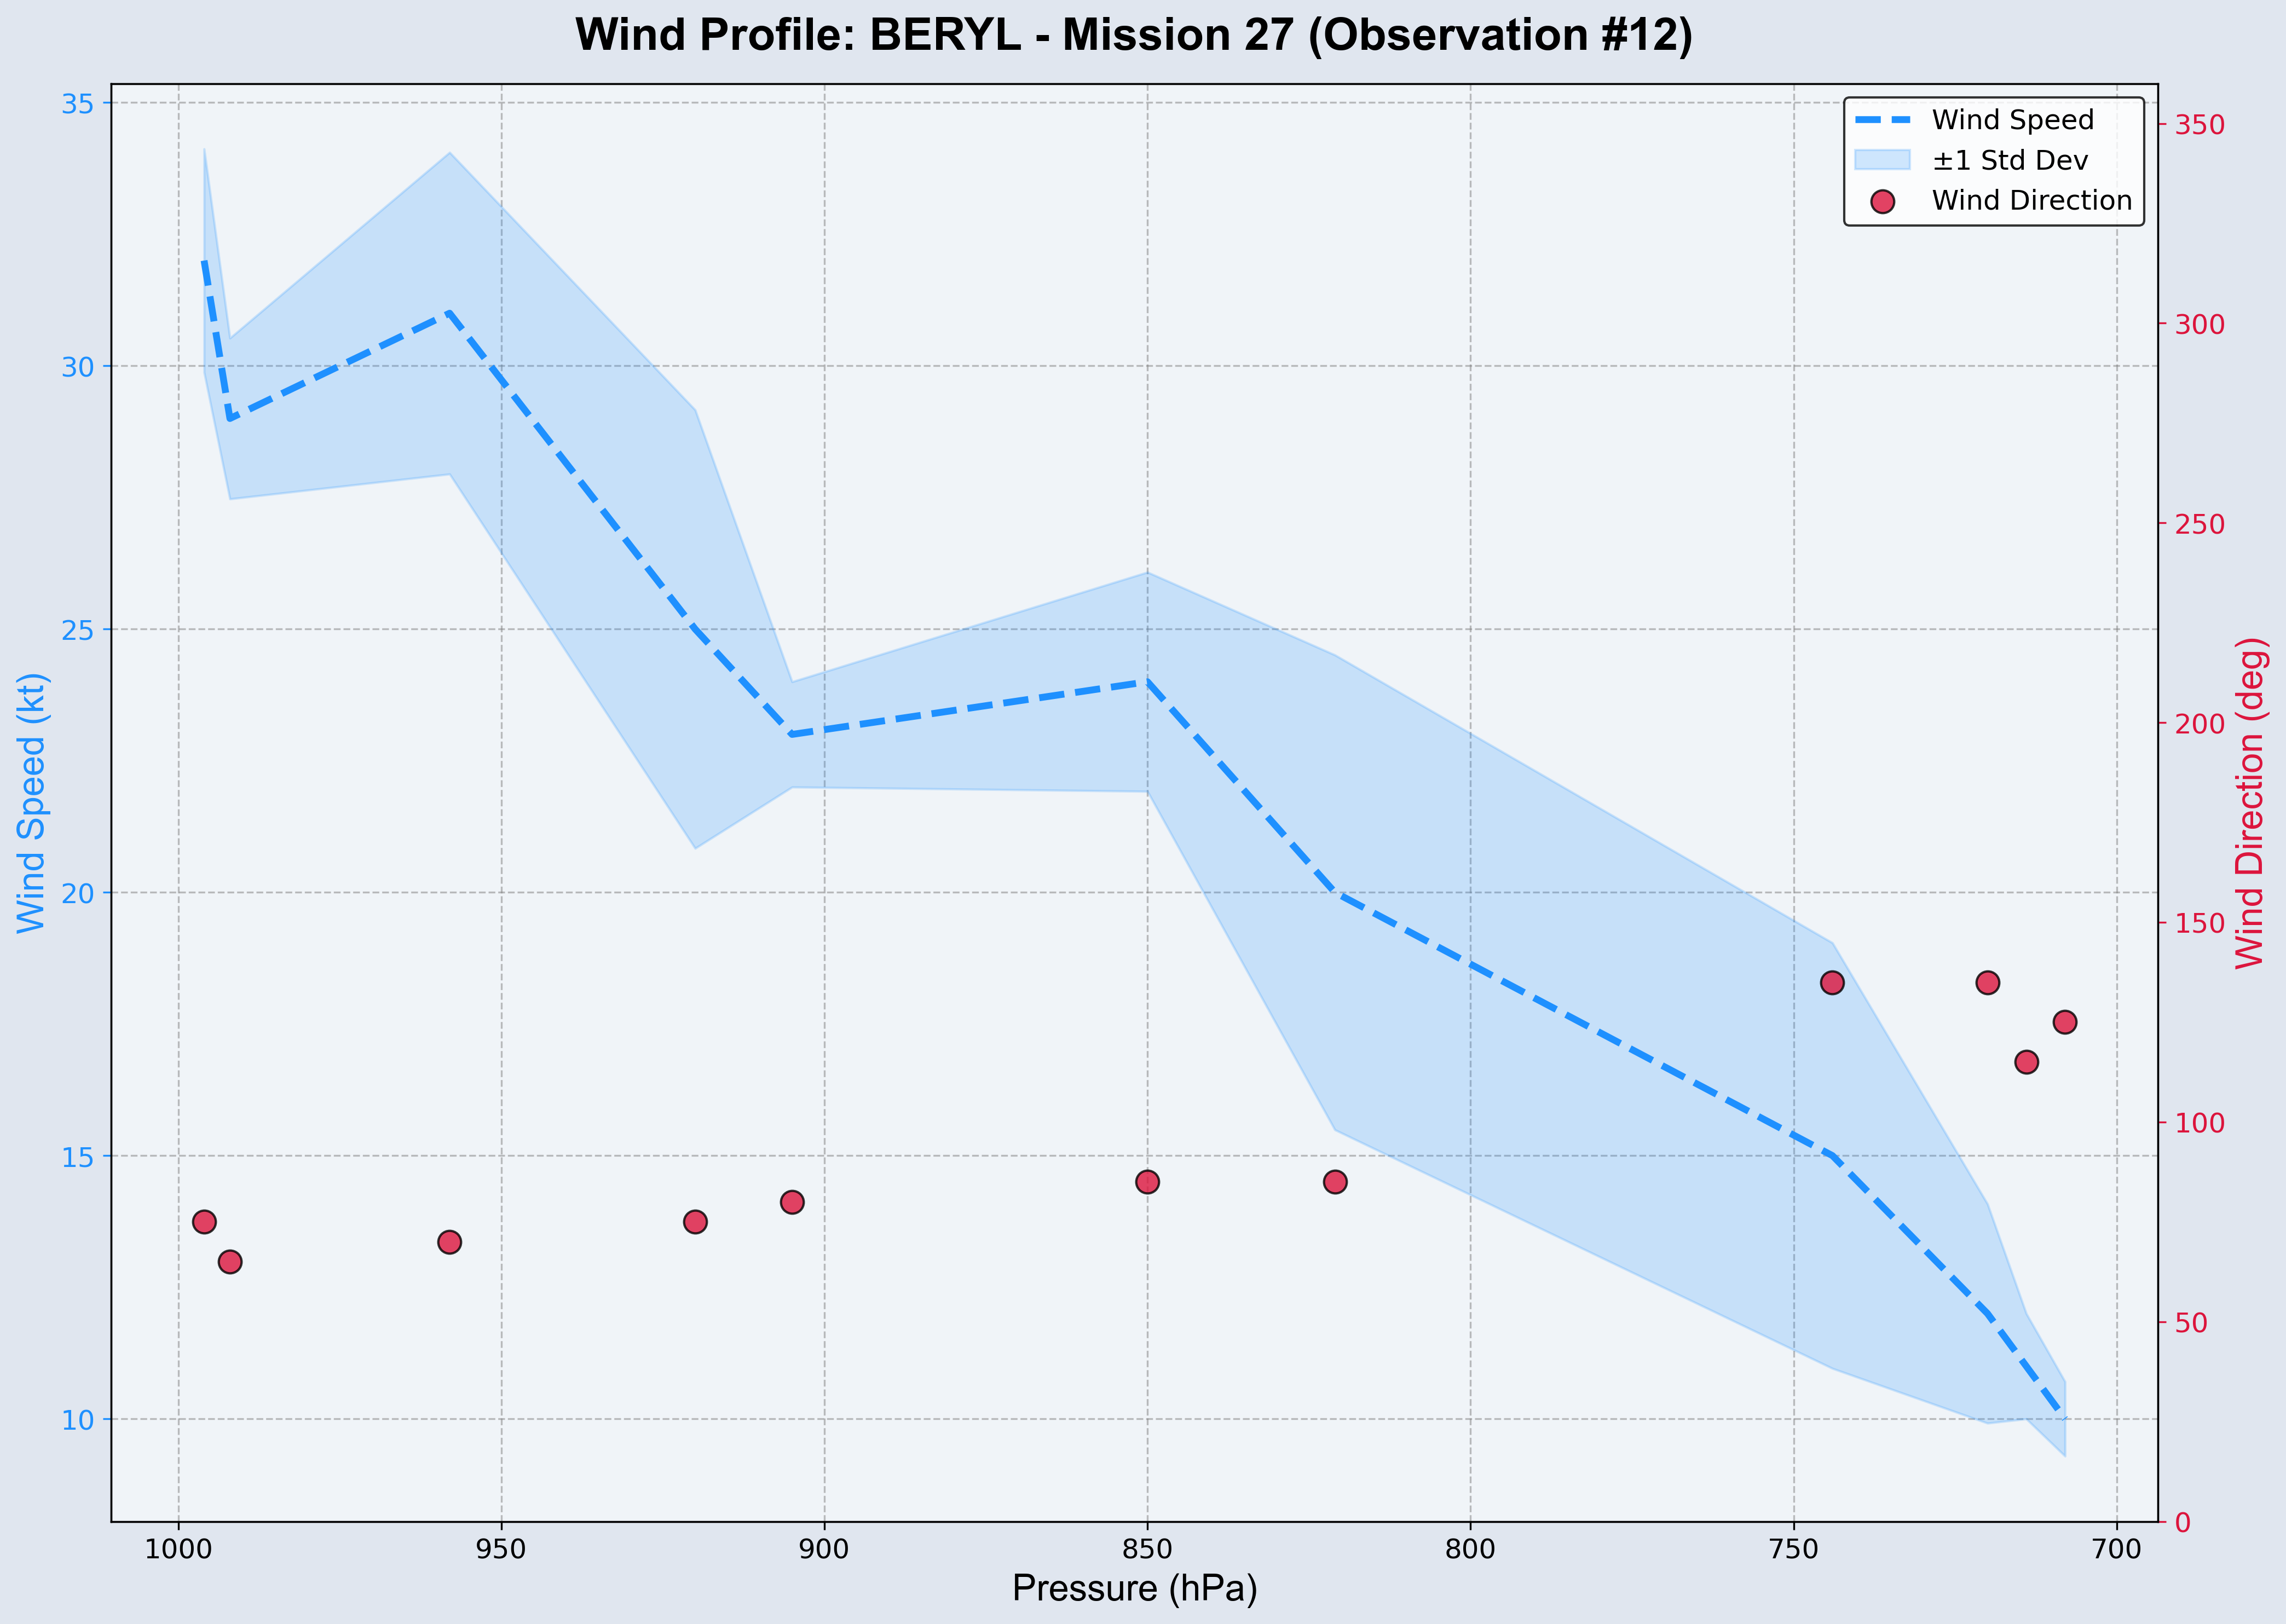 Wind Profile: BERYL - Mission 27 (Observation #12)
Wind Speed
±1 Std Dev
Wind Direction
35
30
25
20
15
10
Wind Speed (kt)
350
300
250
200
150
100
50
0
Wind Direction (deg)
1000 950 900 850 800 750 700
Pressure (hPa)